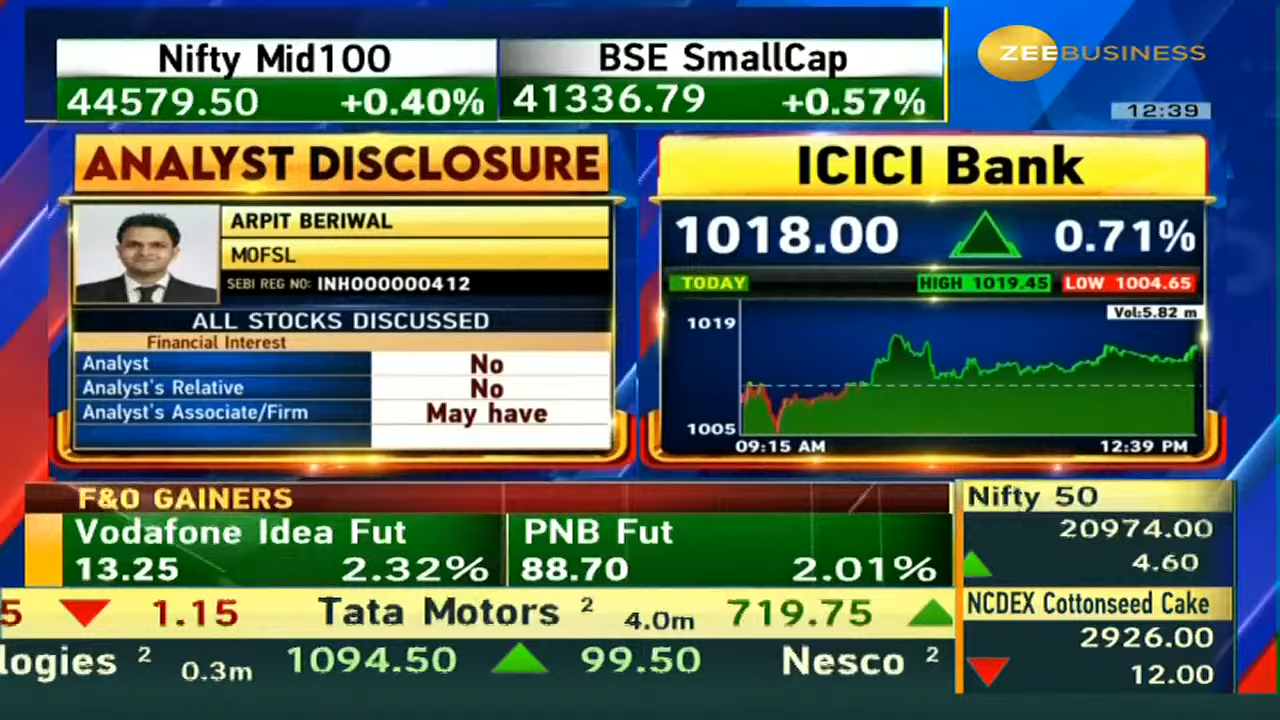 Nifty Mid100
44579.50 +0.40%
BSE SmallCap
41336.79 +0.57%
ZEEBUSINESS
12:39
ANALYST DISCLOSURE
ARPIT BERIWAL
MOFSL
SEBI REG NO: INH000000412
ALL STOCKS DISCUSSED
Financial Interest
Analyst No
Analyst's Relative No
Analyst's Associate/Firm May have
ICICI Bank
1018.00 0.71%
TODAY HIGH 1019.45 LOW 1004.65
Vol:5.82 m
1019
1005
09:15 AM 12:39 PM
F&O GAINERS
Vodafone Idea Fut
13.25 2.32%
PNB Fut
88.70 2.01%
Nifty 50
20974.00
4.60
NCDEX Cottonseed Cake
2926.00
12.00
5 1.15 Tata Motors 2 4.0m 719.75
logies 2 0.3m 1094.50 99.50 Nesco 2